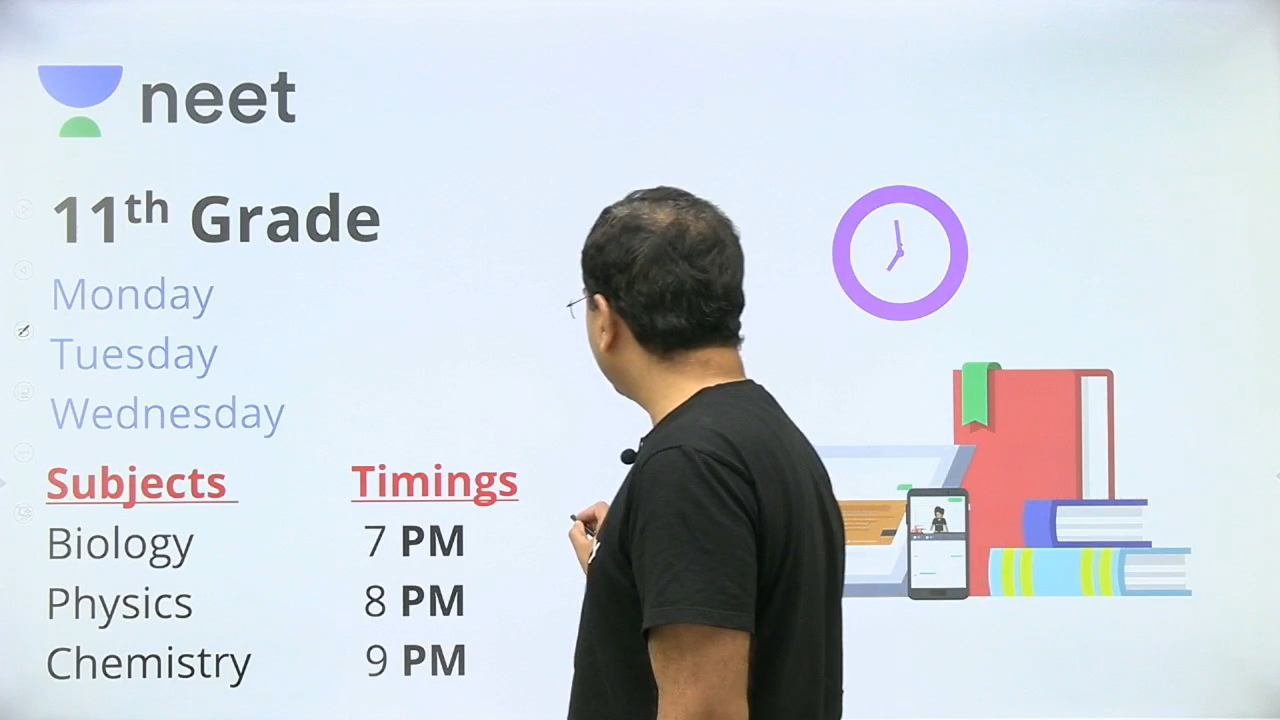 neet
11th Grade
Monday
Tuesday
Wednesday
Subjects Timings
Biology 7 PM
Physics 8 PM
Chemistry 9 PM